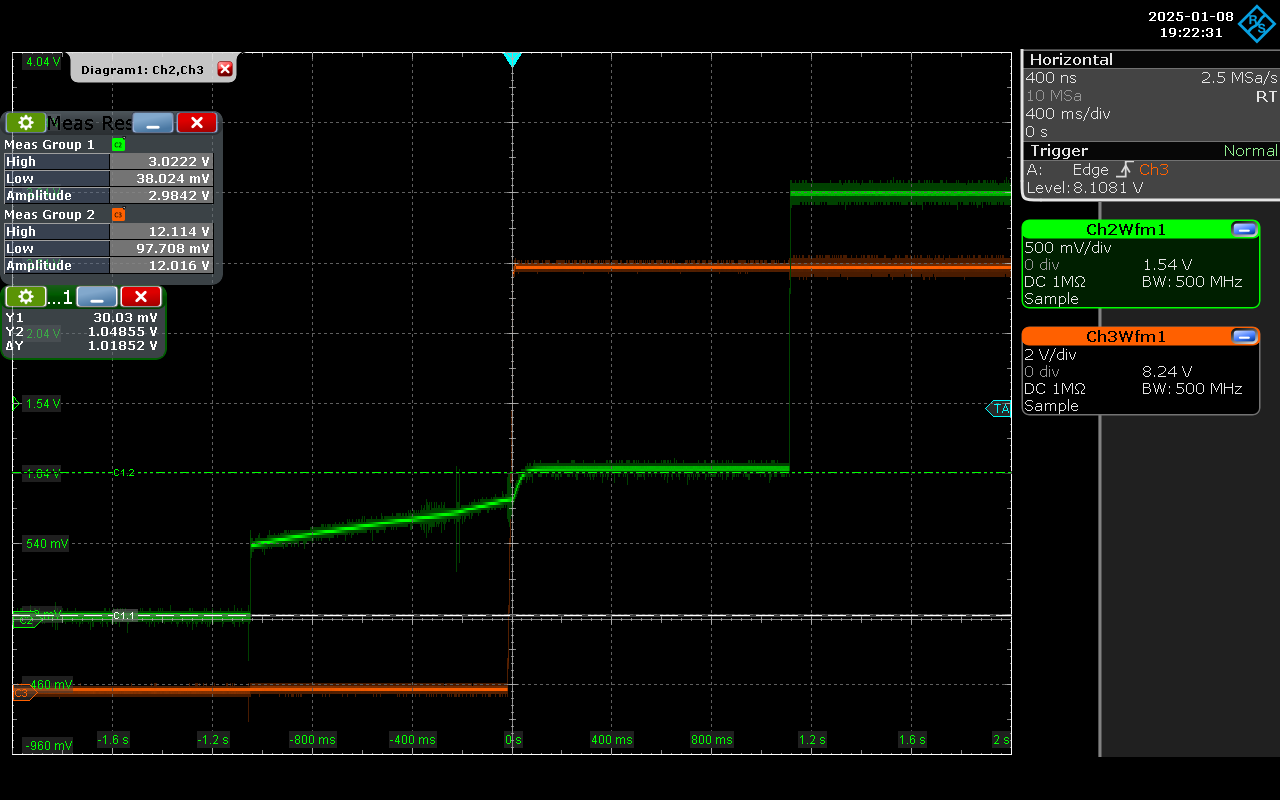 2025-01-08
19:22:31
R&S
Diagram1: Ch2,Ch3
Horizontal
400 ns 2.5 MSa/s
10 MSa RT
400 ms/div
0 s
Trigger Normal
A: Edge Ch3
Level: 8.1081 V
Ch2Wfm1
500 mV/div
0 div 1.54 V
DC 1MΩ BW: 500 MHz
Sample
Ch3Wfm1
2 V/div
0 div 8.24 V
DC 1MΩ BW: 500 MHz
Sample
Meas Res
Meas Group 1 C2
High 3.0222 V
Low 38.024 mV
Amplitude 2.9842 V
Meas Group 2 C3
High 12.114 V
Low 97.708 mV
Amplitude 12.016 V
...1
Y1 30.03 mV
Y2 1.04855 V
ΔY 1.01852 V
4.04 V
2.04 V
1.54 V
1.04 V
540 mV
-460 mV
-960 mV
C1.2
C1.1
C2
C3
TA
-1.6 s -1.2 s -800 ms -400 ms 0 s 400 ms 800 ms 1.2 s 1.6 s 2 s